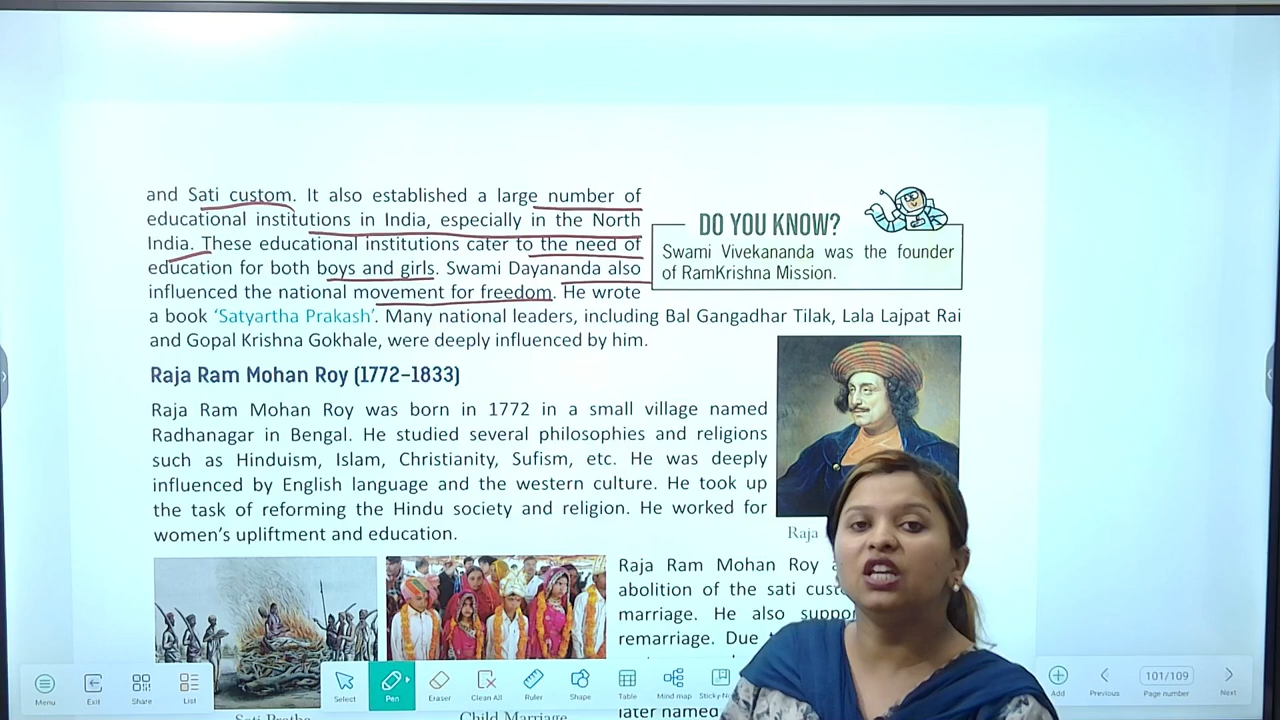 and Sati custom. It also established a large number of
educational institutions in India, especially in the North
India. These educational institutions cater to the need of
education for both boys and girls. Swami Dayananda also
influenced the national movement for freedom. He wrote
a book ‘Satyartha Prakash’. Many national leaders, including Bal Gangadhar Tilak, Lala Lajpat Rai
and Gopal Krishna Gokhale, were deeply influenced by him.
DO YOU KNOW?
Swami Vivekananda was the founder
of RamKrishna Mission.
Raja Ram Mohan Roy (1772–1833)
Raja Ram Mohan Roy was born in 1772 in a small village named
Radhanagar in Bengal. He studied several philosophies and religions
such as Hinduism, Islam, Christianity, Sufism, etc. He was deeply
influenced by English language and the western culture. He took up
the task of reforming the Hindu society and religion. He worked for
women’s upliftment and education.
Raja
Raja Ram Mohan Roy
abolition of the sati
marriage. He also
remarriage. Due
later named
Sati Pratha
Child Marriage
Menu
Exit
Share
List
Select
Pen
Eraser
Clean All
Ruler
Shape
Table
Mind map
Add
Previous
101/109
Page number
Next